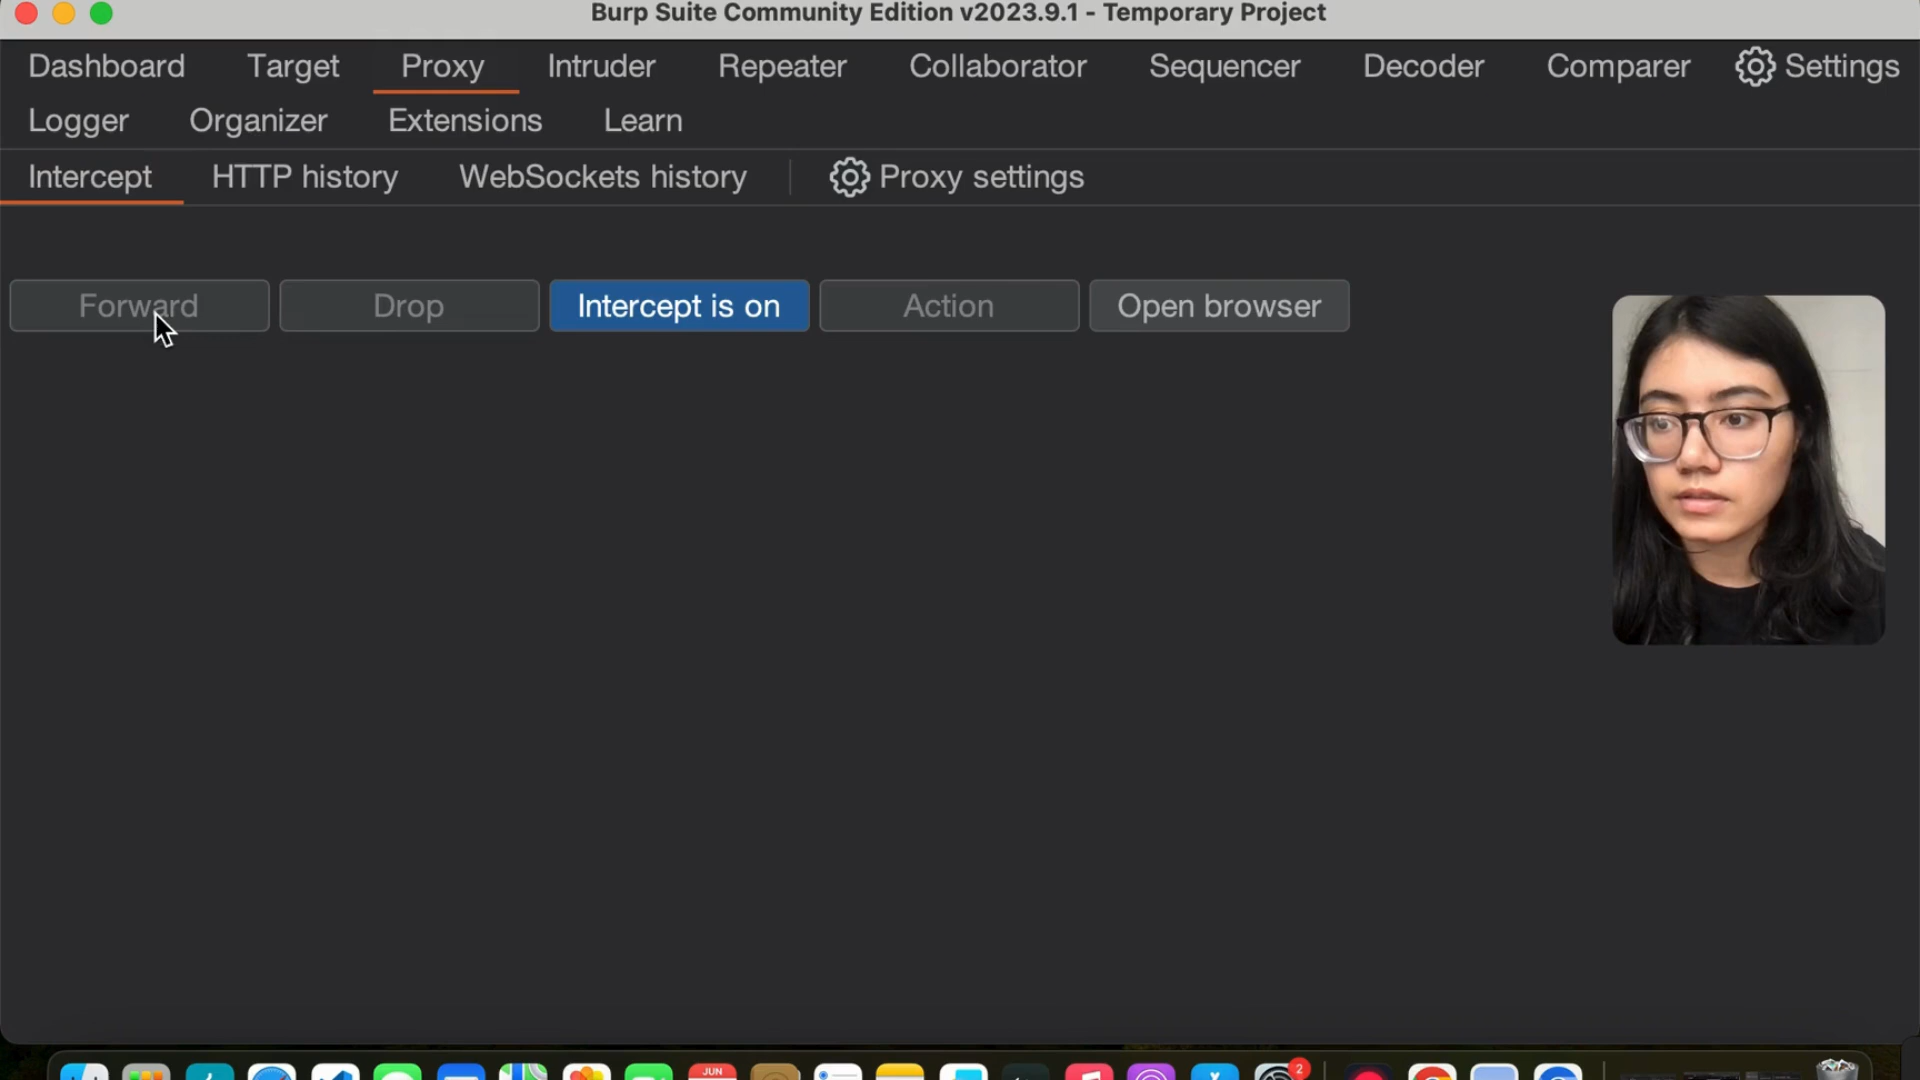 Burp Suite Community Edition v2023.9.1 - Temporary Project
Dashboard Target Proxy Intruder Repeater Collaborator Sequencer Decoder Comparer Settings
Logger Organizer Extensions Learn
Intercept HTTP history WebSockets history Proxy settings
Forward Drop Intercept is on Action Open browser
JUN
2